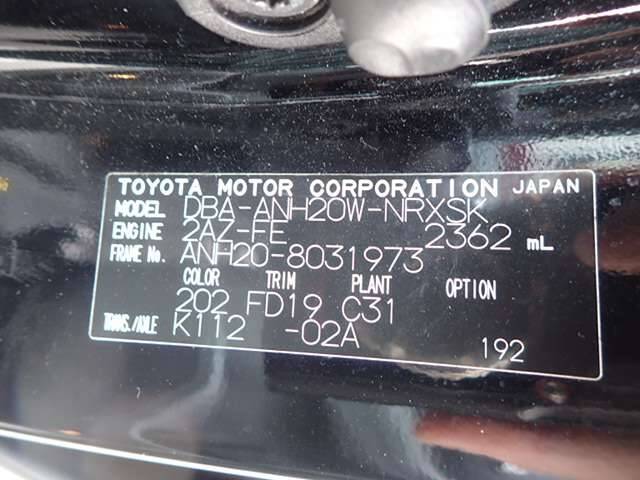 TOYOTA MOTOR CORPORATION JAPAN
MODEL DBA-ANH20W-NRXSK
ENGINE 2AZ-FE 2362 mL
FRAME No. ANH20-8031973
COLOR TRIM PLANT OPTION
202 FD19 C31
TRANS./AXLE K112 -02A
192